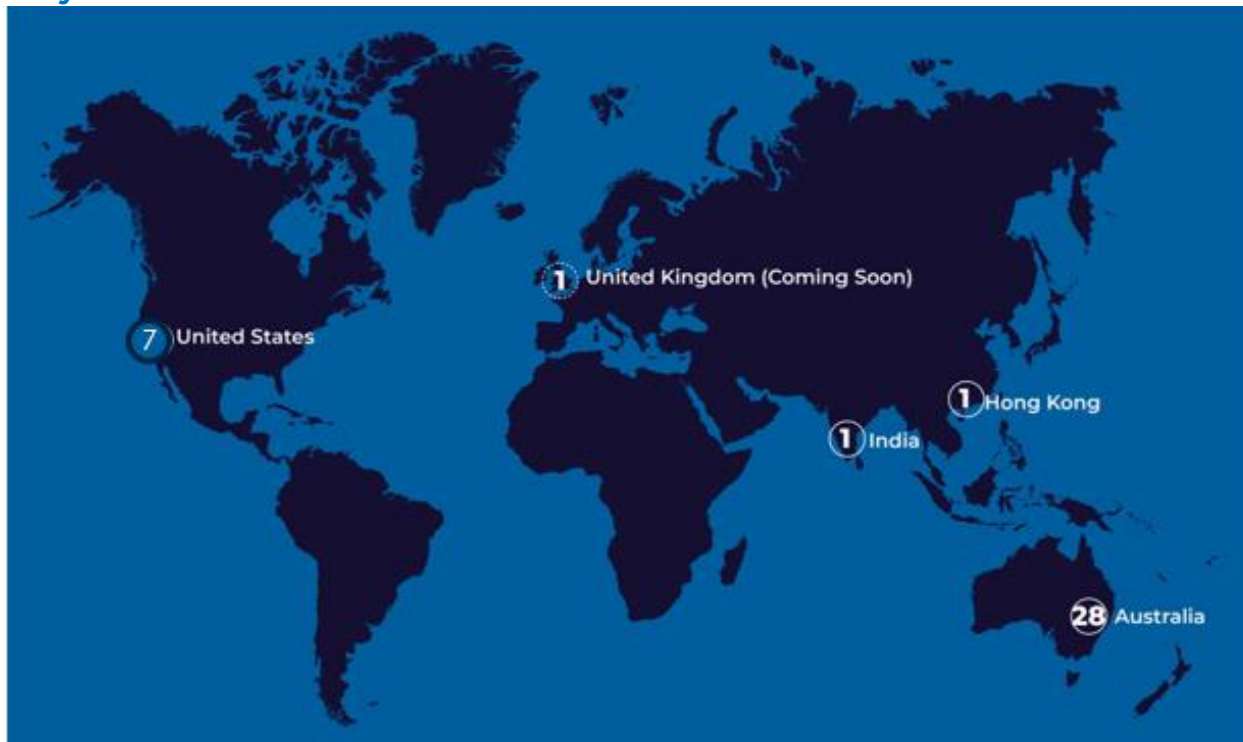 1 United Kingdom (Coming Soon)
7 United States
1 Hong Kong
1 India
28 Australia